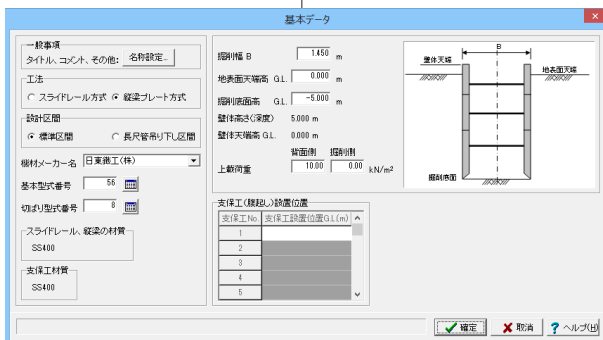 基本データ
一般事項
タイトル、コメント、その他: 名称設定...
工法
スライドレール方式 縦梁プレート方式
設計区間
標準区間 長尺管吊り下し区間
機材メーカー名 日東鐵工(株)
基本型式番号 56
切ばり型式番号 8
スライドレール、縦梁の材質
SS400
支保工材質
SS400
掘削幅 B 1.450 m
地表面天端高 G.L. 0.000 m
掘削底面高 G.L. -5.000 m
壁体高さ(深度) 5.000 m
壁体天端高 G.L. 0.000 m
背面側 掘削側
上載荷重 10.00 0.00 kN/m²
支保工(腹起し)設置位置
支保工No. 支保工設置位置G.L(m)
1
2
3
4
5
B
壁体天端
地表面天端
掘削底面
確定 取消 ヘルプ(H)